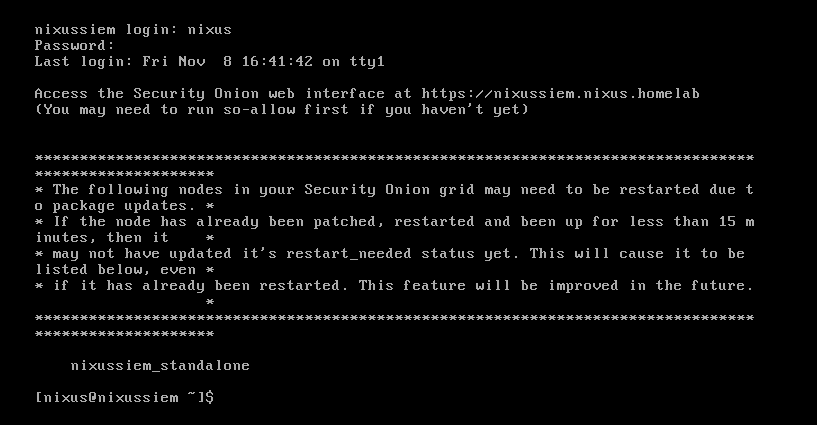 nixussiem login: nixus
Password:
Last login: Fri Nov  8 16:41:42 on tty1
Access the Security Onion web interface at https://nixussiem.nixus.homelab
(You may need to run so-allow first if you haven't yet)
********************************************************************************
********************
* The following nodes in your Security Onion grid may need to be restarted due t
o package updates. *
* If the node has already been patched, restarted and been up for less than 15 m
inutes, then it    *
* may not have updated it's restart_needed status yet. This will cause it to be
listed below, even *
* if it has already been restarted. This feature will be improved in the future.
                   *
********************************************************************************
********************
    nixussiem_standalone
[nixus@nixussiem ~]$